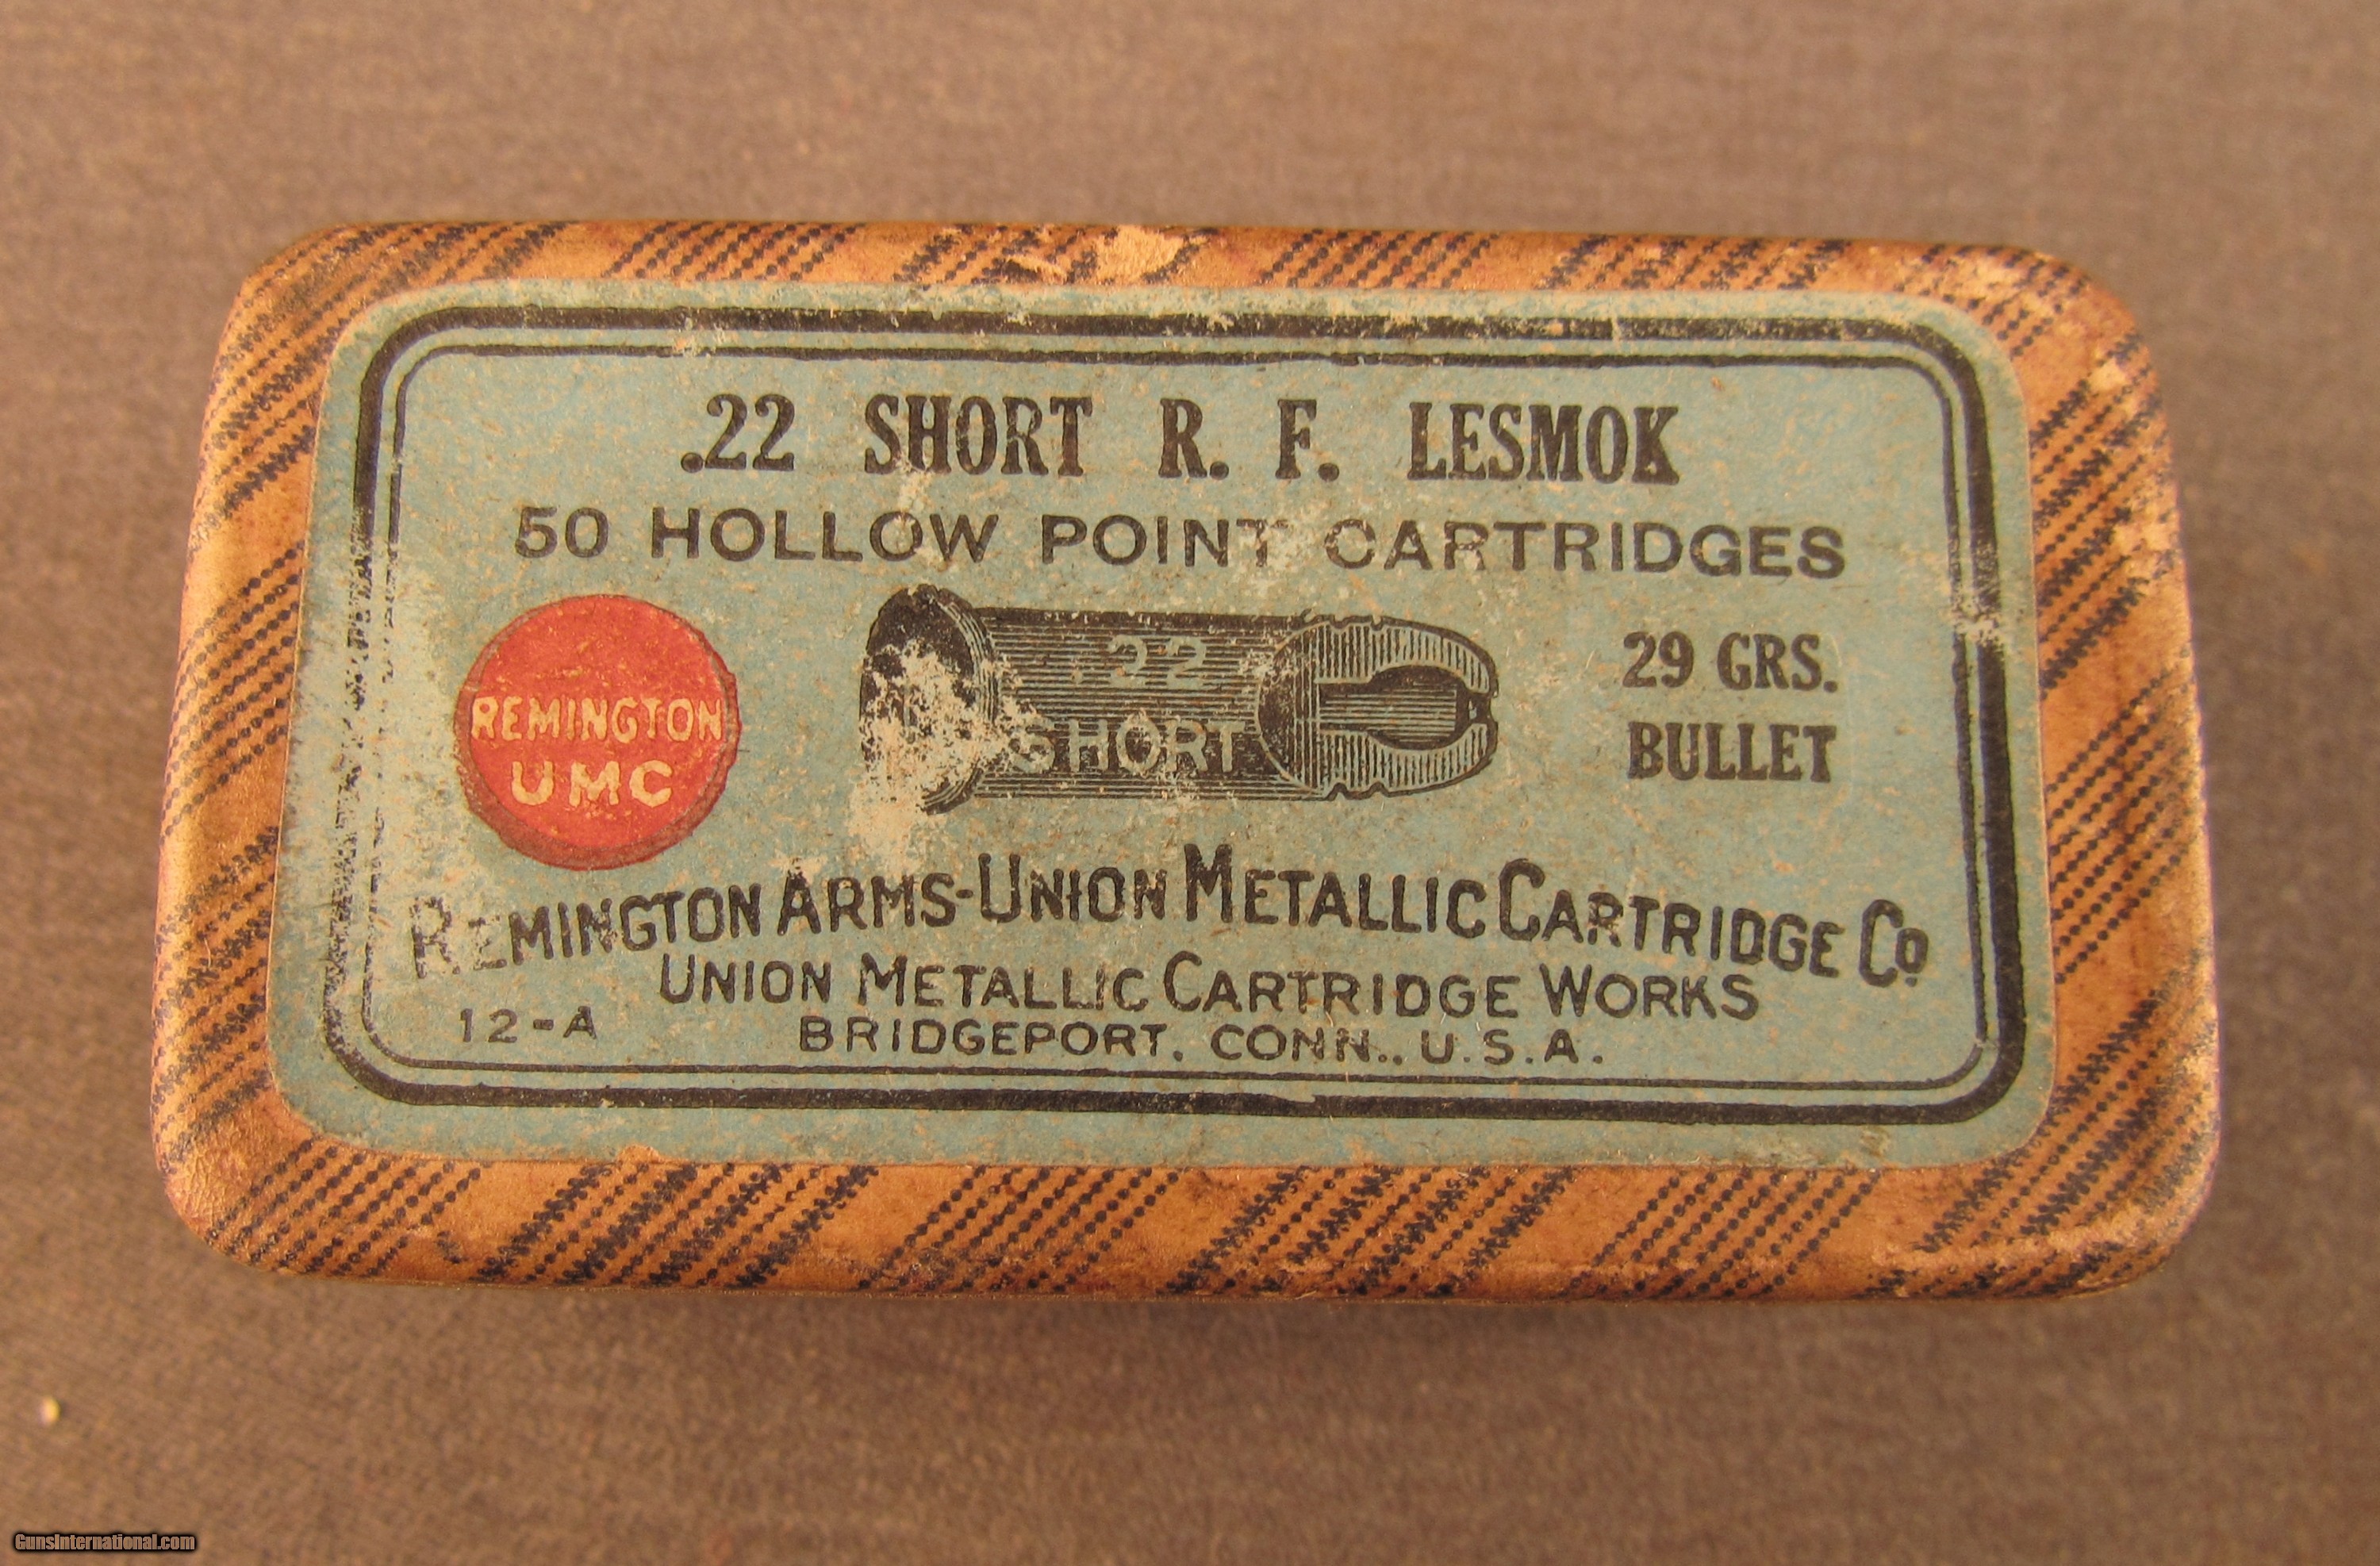 .22 SHORT R. F. LESMOK
50 HOLLOW POINT CARTRIDGES
REMINGTON
UMC
.22
SHORT
29 GRS.
BULLET
REMINGTON ARMS-UNION METALLIC CARTRIDGE CO.
UNION METALLIC CARTRIDGE WORKS
12-A
BRIDGEPORT, CONN., U.S.A.
GunsInternational.com